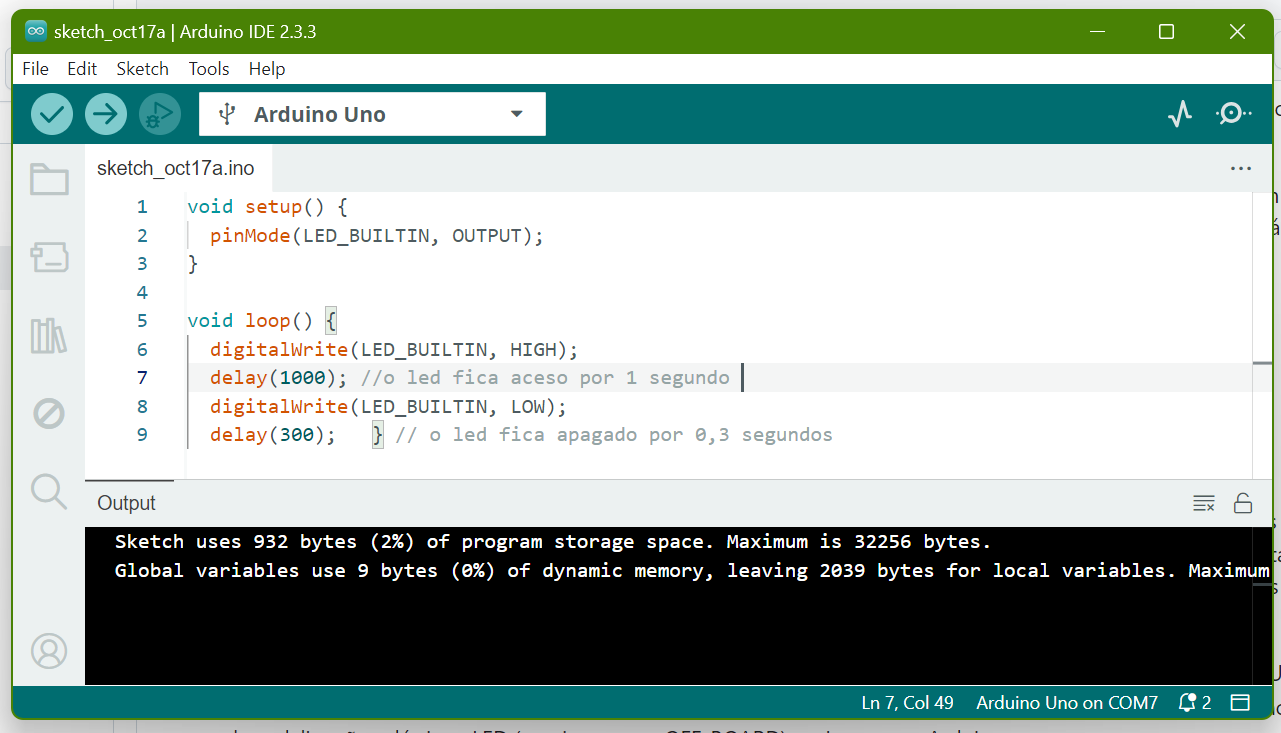 sketch_oct17a | Arduino IDE 2.3.3
File Edit Sketch Tools Help
Arduino Uno
sketch_oct17a.ino
1 void setup() {
2 pinMode(LED_BUILTIN, OUTPUT);
3 }
4
5 void loop() {
6 digitalWrite(LED_BUILTIN, HIGH);
7 delay(1000); //o led fica aceso por 1 segundo
8 digitalWrite(LED_BUILTIN, LOW);
9 delay(300); } // o led fica apagado por 0,3 segundos
Output
Sketch uses 932 bytes (2%) of program storage space. Maximum is 32256 bytes.
Global variables use 9 bytes (0%) of dynamic memory, leaving 2039 bytes for local variables. Maximum
Ln 7, Col 49 Arduino Uno on COM7 2